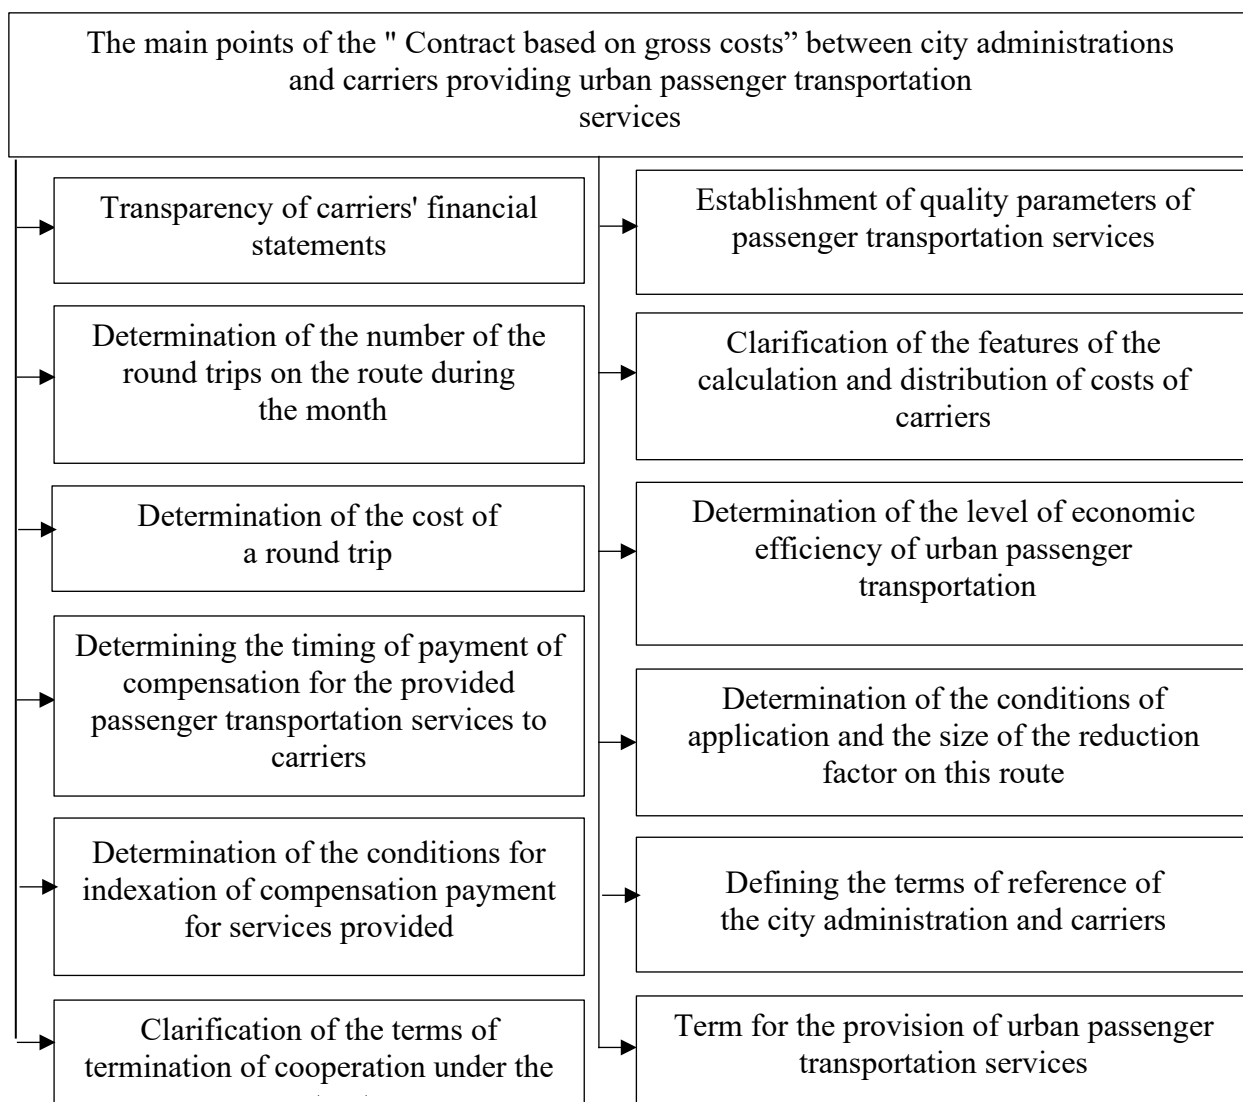 The main points of the " Contract based on gross costs” between city administrations
and carriers providing urban passenger transportation
services
Transparency of carriers' financial
statements
Determination of the number of the
round trips on the route during
the month
Determination of the cost of
a round trip
Determining the timing of payment of
compensation for the provided
passenger transportation services to
carriers
Determination of the conditions for
indexation of compensation payment
for services provided
Clarification of the terms of
termination of cooperation under the
Establishment of quality parameters of
passenger transportation services
Clarification of the features of the
calculation and distribution of costs of
carriers
Determination of the level of economic
efficiency of urban passenger
transportation
Determination of the conditions of
application and the size of the reduction
factor on this route
Defining the terms of reference of
the city administration and carriers
Term for the provision of urban passenger
transportation services